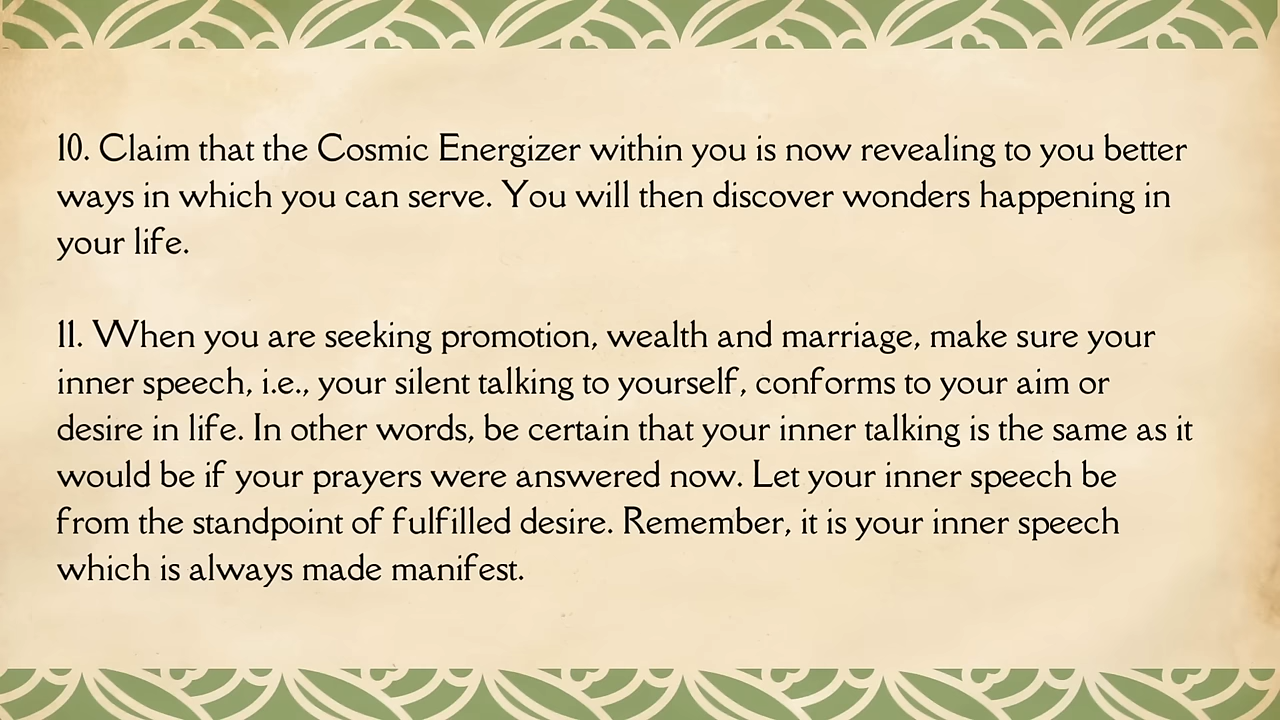 10. Claim that the Cosmic Energizer within you is now revealing to you better
ways in which you can serve. You will then discover wonders happening in
your life.
11. When you are seeking promotion, wealth and marriage, make sure your
inner speech, i.e., your silent talking to yourself, conforms to your aim or
desire in life. In other words, be certain that your inner talking is the same as it
would be if your prayers were answered now. Let your inner speech be
from the standpoint of fulfilled desire. Remember, it is your inner speech
which is always made manifest.